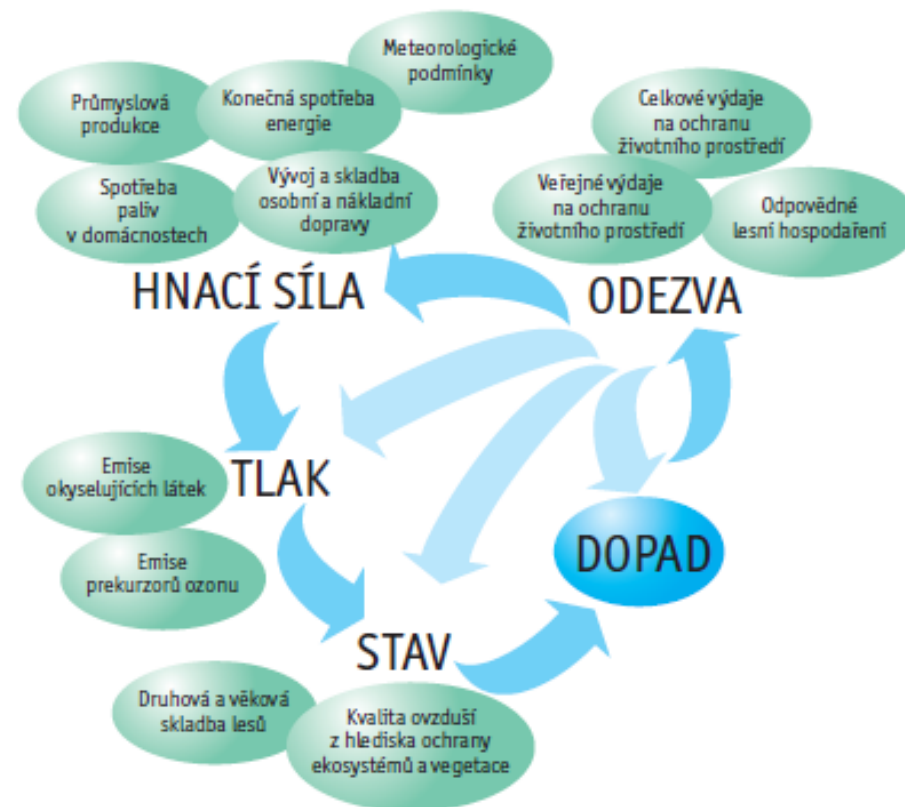 Meteorologické
podmínky
Průmyslová
produkce
Konečná spotřeba
energie
Spotřeba
paliv
v domácnostech
Vývoj a skladba
osobní a nákladní
dopravy
HNACÍ SÍLA
Celkové výdaje
na ochranu
životního prostředí
Veřejné výdaje
na ochranu
životního prostředí
Odpovědné
lesní hospodaření
ODEZVA
Emise
okyselujících látek
TLAK
Emise
prekurzorů ozonu
DOPAD
STAV
Druhová a věková
skladba lesů
Kvalita ovzduší
z hlediska ochrany
ekosystémů a vegetace